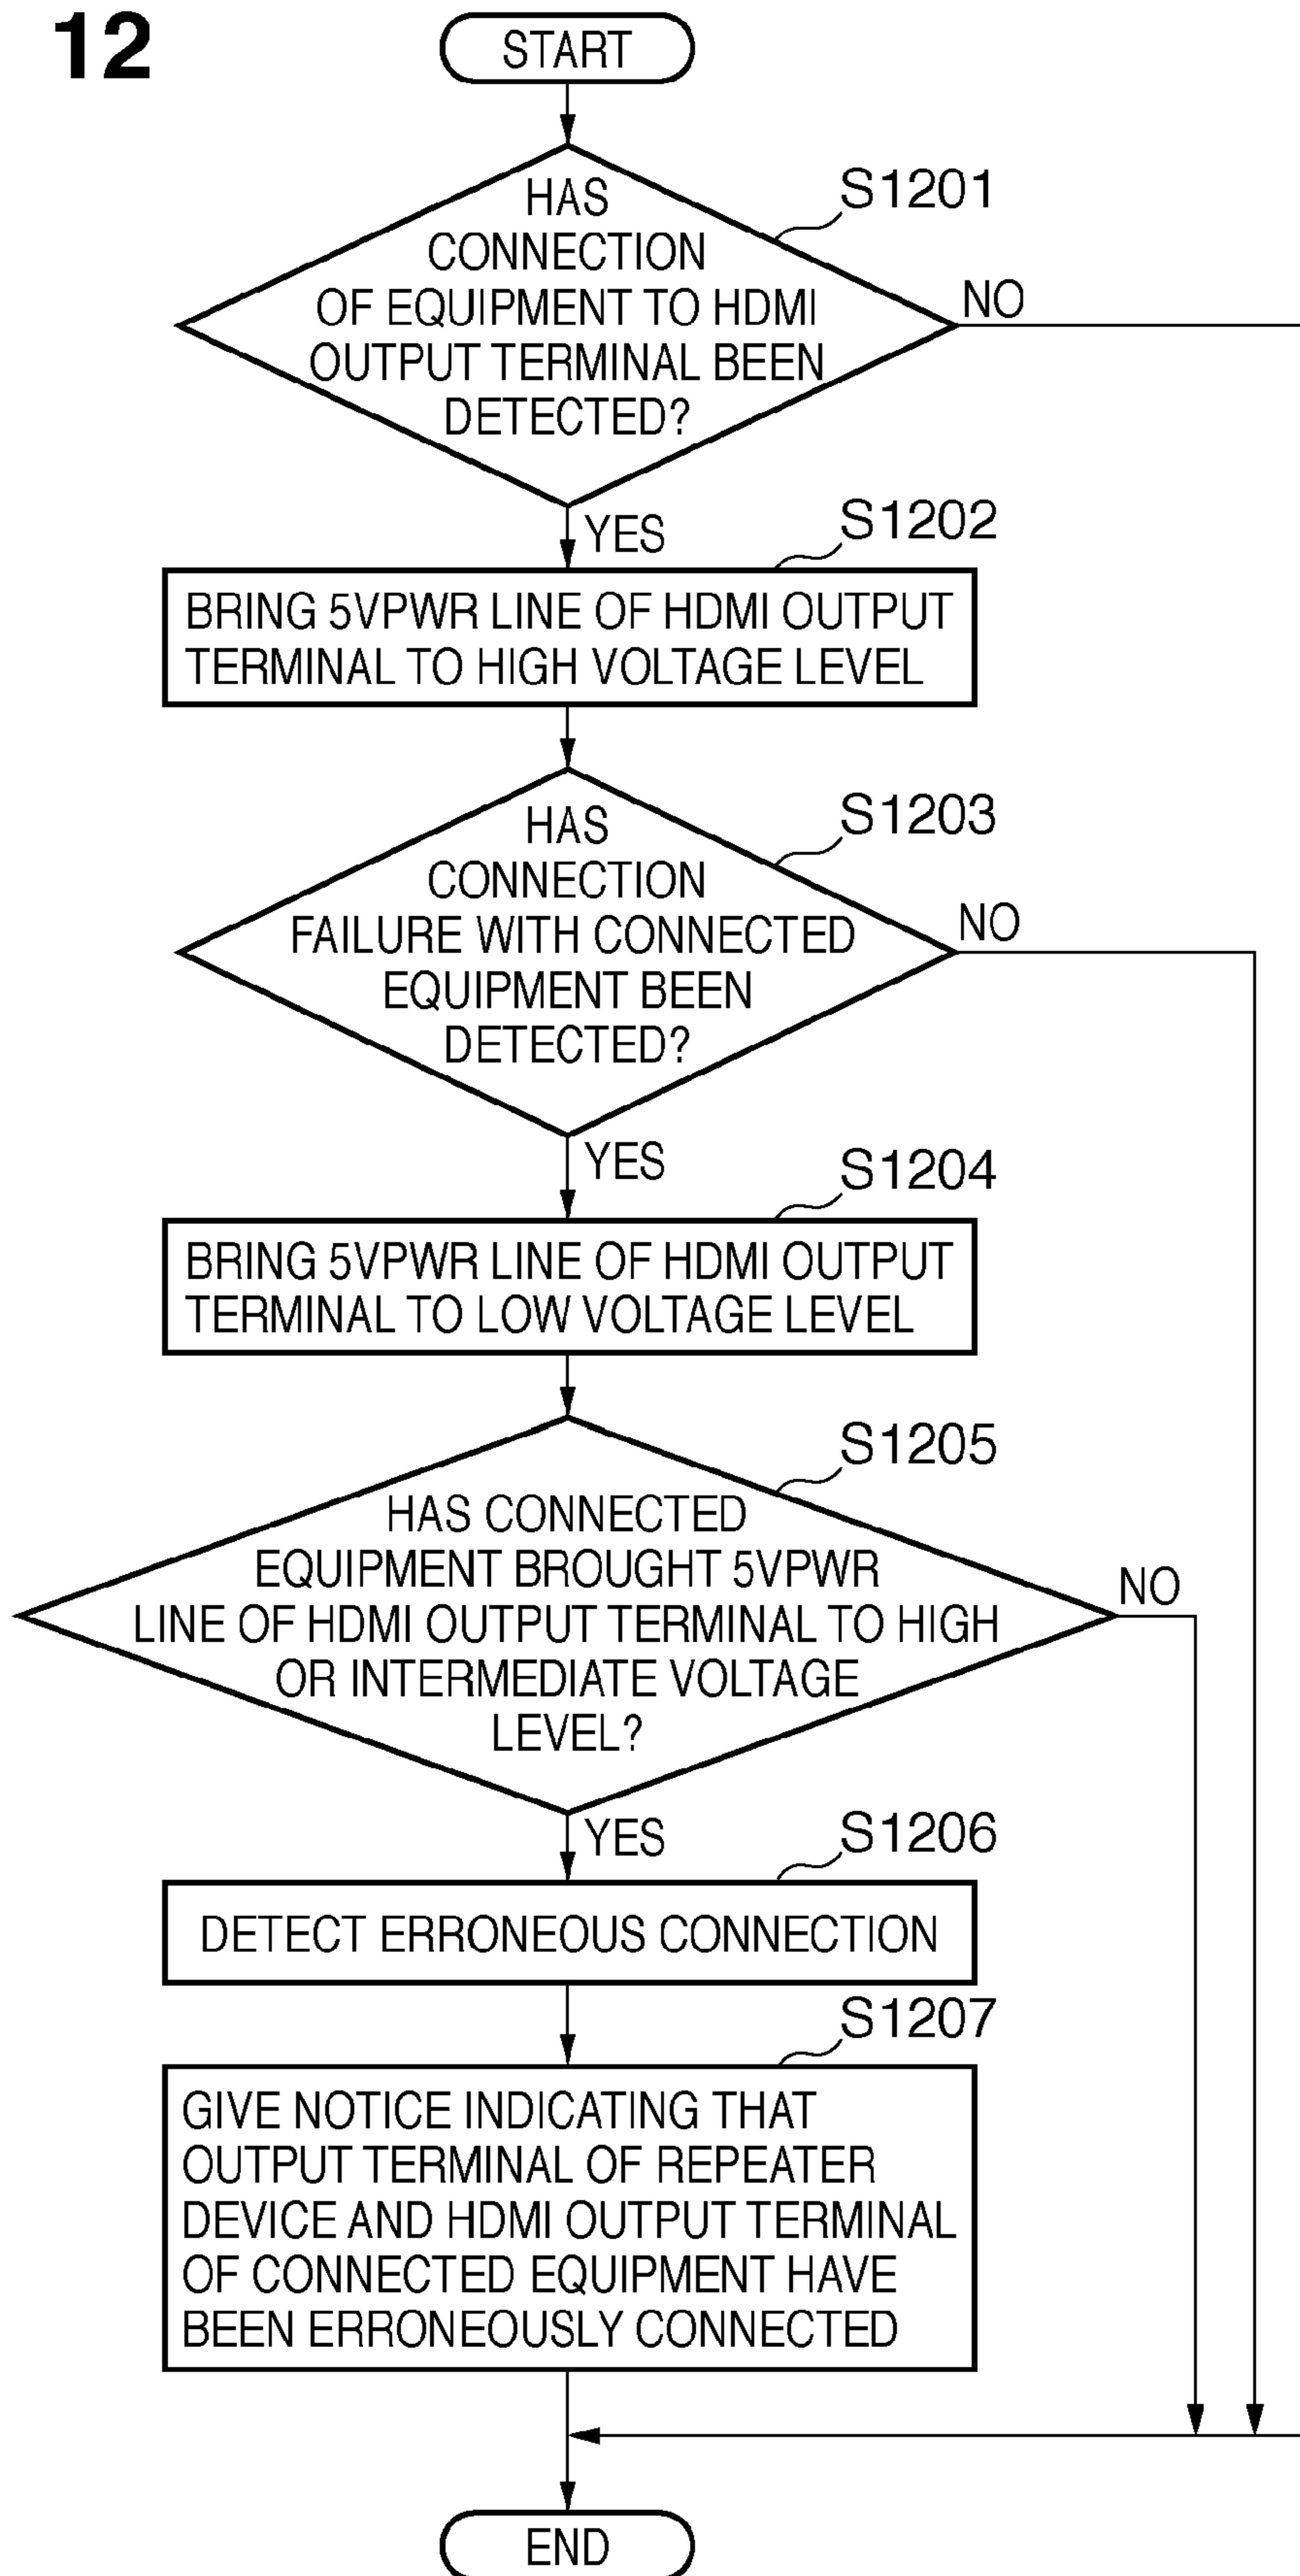 12
START
HAS
CONNECTION
OF EQUIPMENT TO HDMI
OUTPUT TERMINAL BEEN
DETECTED?
S1201
NO
YES
S1202
BRING 5VPWR LINE OF HDMI OUTPUT
TERMINAL TO HIGH VOLTAGE LEVEL
HAS
CONNECTION
FAILURE WITH CONNECTED
EQUIPMENT BEEN
DETECTED?
S1203
NO
YES
S1204
BRING 5VPWR LINE OF HDMI OUTPUT
TERMINAL TO LOW VOLTAGE LEVEL
S1205
HAS CONNECTED
EQUIPMENT BROUGHT 5VPWR
LINE OF HDMI OUTPUT TERMINAL TO HIGH
OR INTERMEDIATE VOLTAGE
LEVEL?
NO
YES
S1206
DETECT ERRONEOUS CONNECTION
S1207
GIVE NOTICE INDICATING THAT
OUTPUT TERMINAL OF REPEATER
DEVICE AND HDMI OUTPUT TERMINAL
OF CONNECTED EQUIPMENT HAVE
BEEN ERRONEOUSLY CONNECTED
END